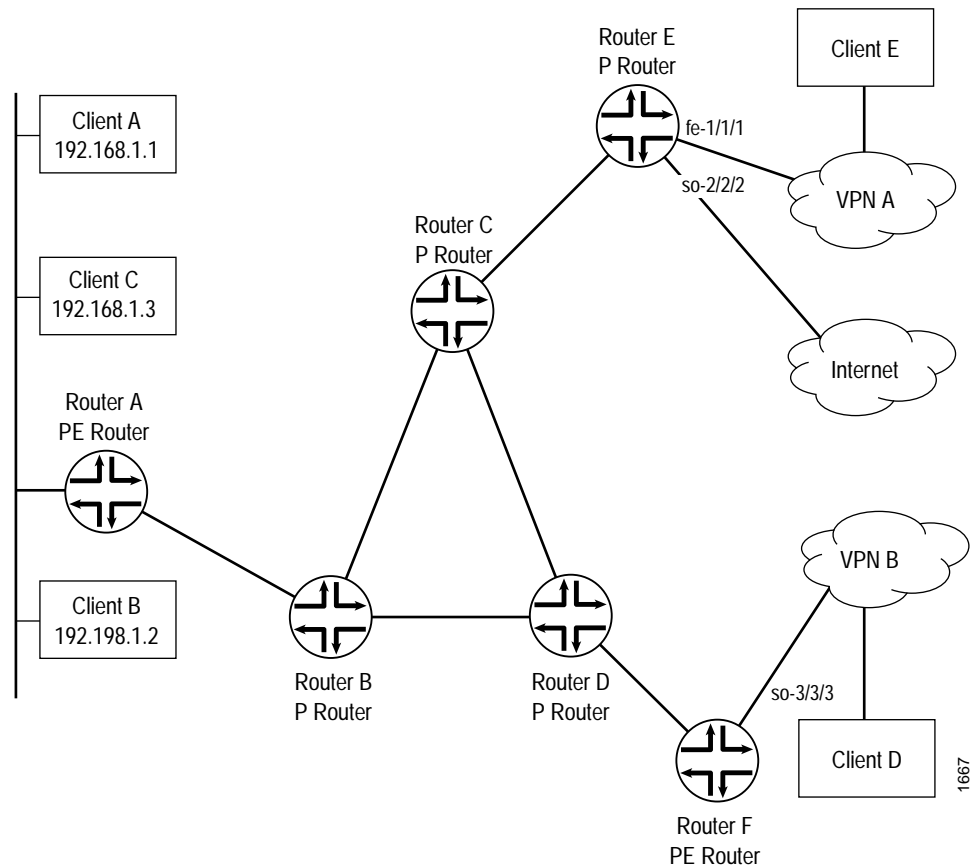 Router E
P Router
Client E
Client A
192.168.1.1
fe-1/1/1
so-2/2/2
VPN A
Router C
P Router
Client C
192.168.1.3
Internet
Router A
PE Router
VPN B
Client B
192.198.1.2
Router B
P Router
Router D
P Router
so-3/3/3
Client D
1667
Router F
PE Router